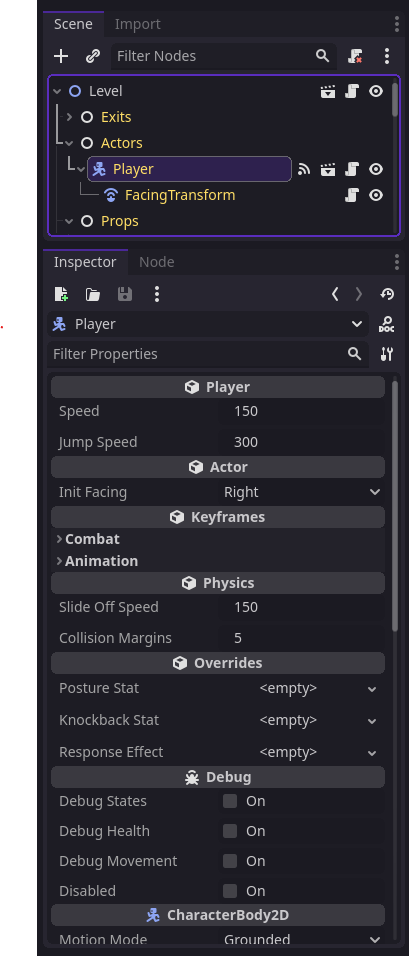 Scene Import
Filter Nodes
Level
Exits
Actors
Player
FacingTransform
Props
Inspector Node
Player
DOC
Filter Properties
Player
Speed 150
Jump Speed 300
Actor
Init Facing Right
Keyframes
Combat
Animation
Physics
Slide Off Speed 150
Collision Margins 5
Overrides
Posture Stat <empty>
Knockback Stat <empty>
Response Effect <empty>
Debug
Debug States On
Debug Health On
Debug Movement On
Disabled On
CharacterBody2D
Motion Mode Grounded